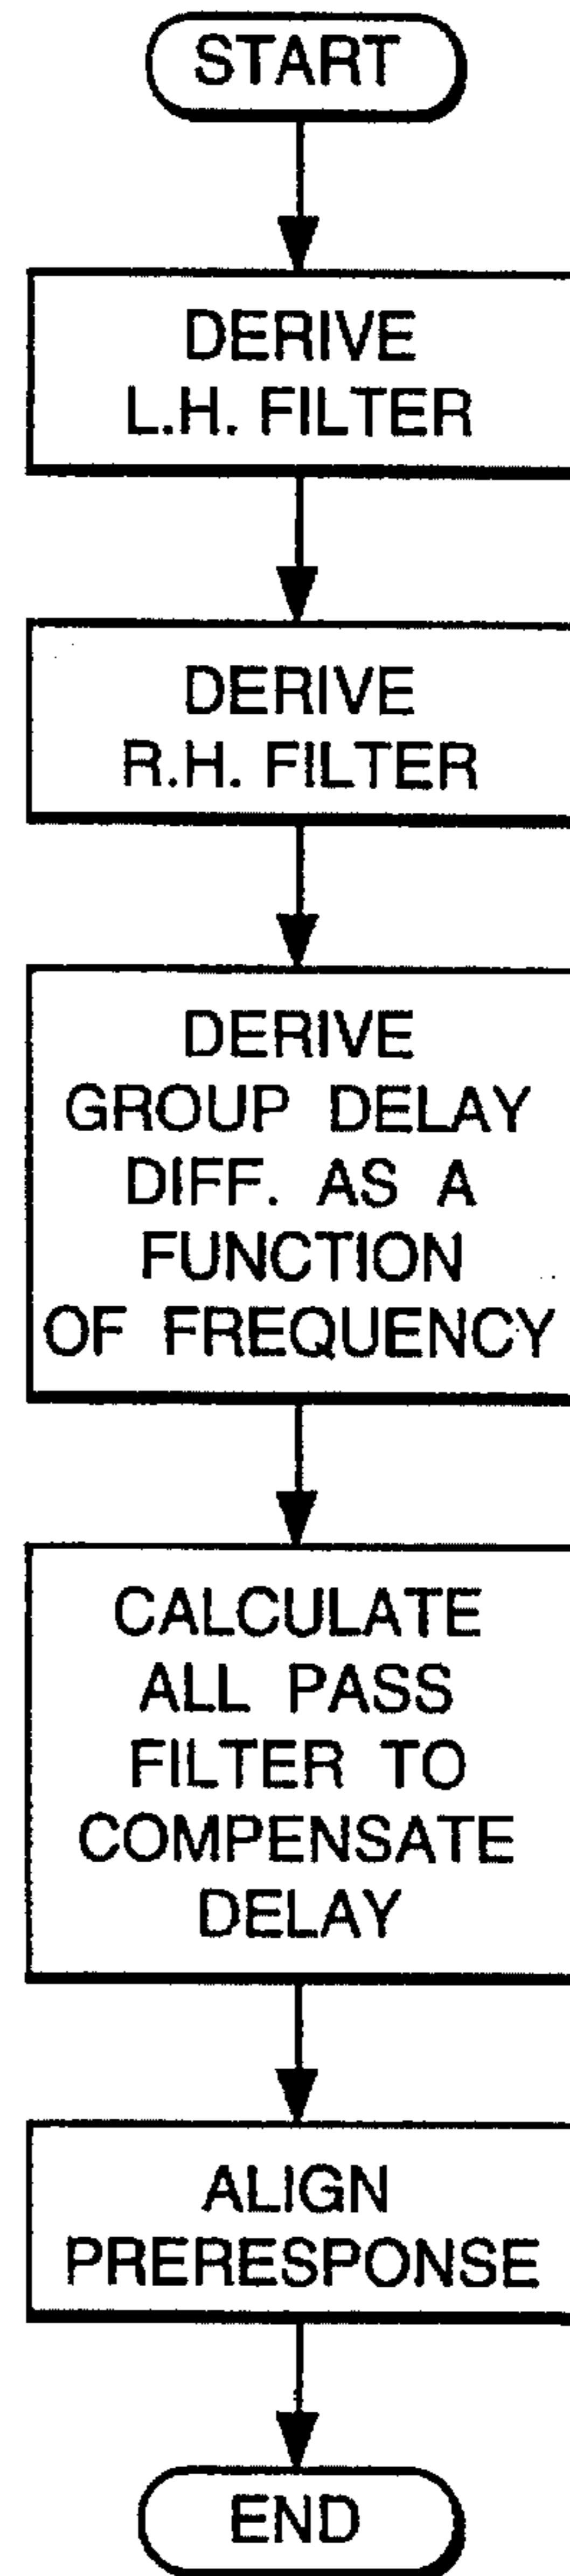 START
DERIVE
L.H. FILTER
DERIVE
R.H. FILTER
DERIVE
GROUP DELAY
DIFF. AS A
FUNCTION
OF FREQUENCY
CALCULATE
ALL PASS
FILTER TO
COMPENSATE
DELAY
ALIGN
PRERESPONSE
END